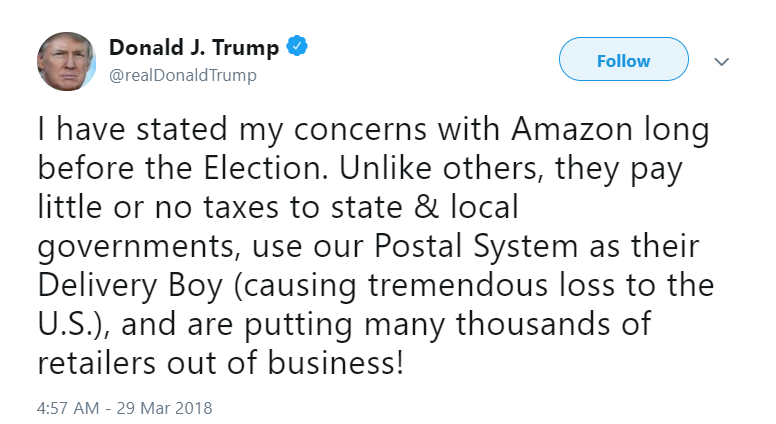 Donald J. Trump
@realDonaldTrump
Follow
I have stated my concerns with Amazon long
before the Election. Unlike others, they pay
little or no taxes to state & local
governments, use our Postal System as their
Delivery Boy (causing tremendous loss to the
U.S.), and are putting many thousands of
retailers out of business!
4:57 AM - 29 Mar 2018